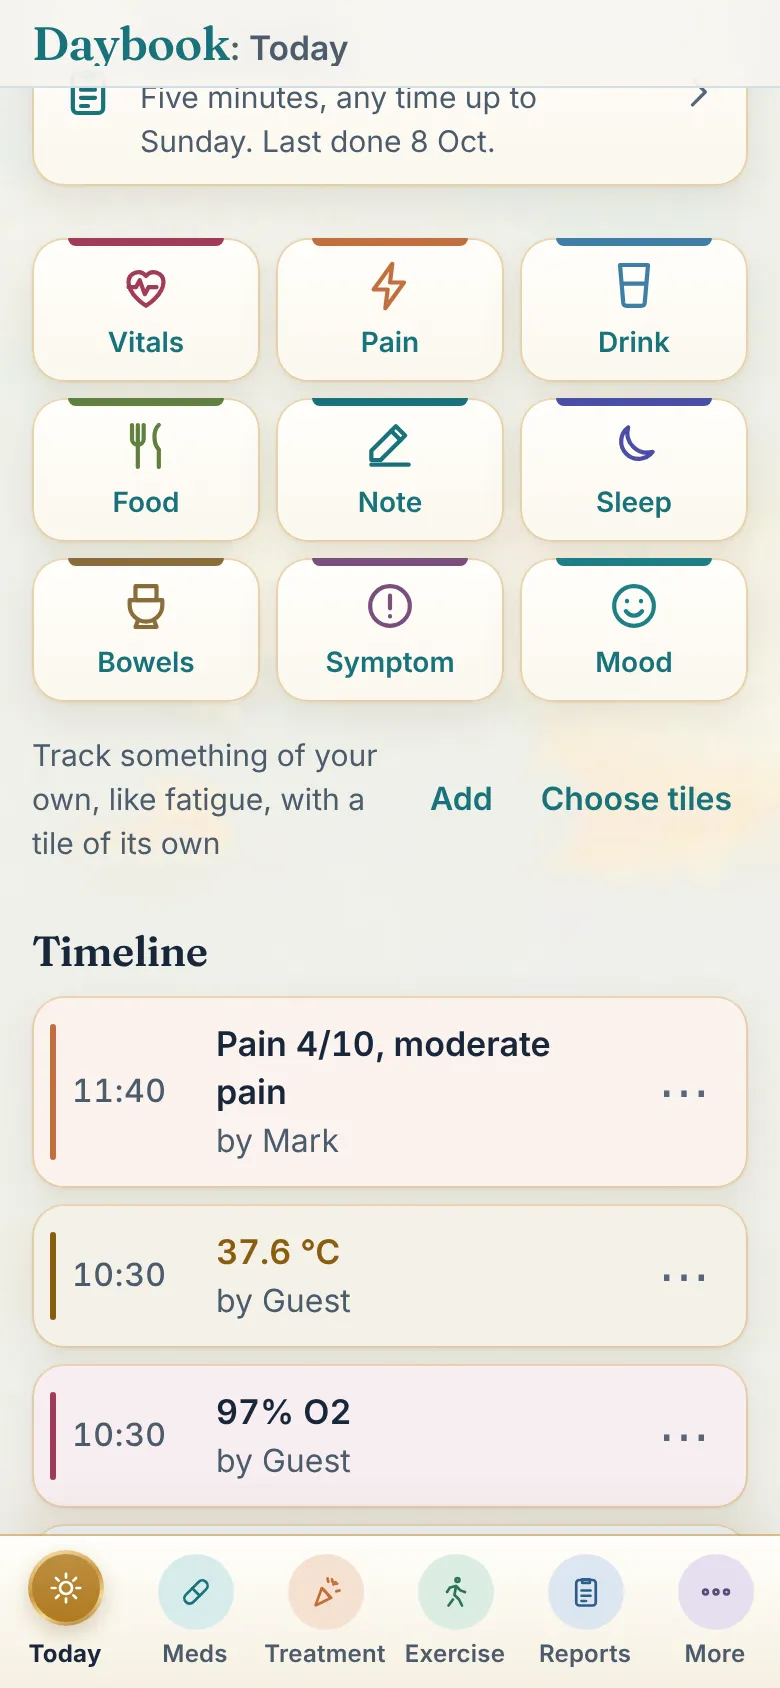 Daybook: Today
Five minutes, any time up to
Sunday. Last done 8 Oct.
Vitals
Pain
Drink
Food
Note
Sleep
Bowels
Symptom
Mood
Track something of your
own, like fatigue, with a
tile of its own
Add
Choose tiles
Timeline
11:40
Pain 4/10, moderate
pain
by Mark
10:30
37.6 °C
by Guest
10:30
97% O2
by Guest
Today
Meds
Treatment
Exercise
Reports
More